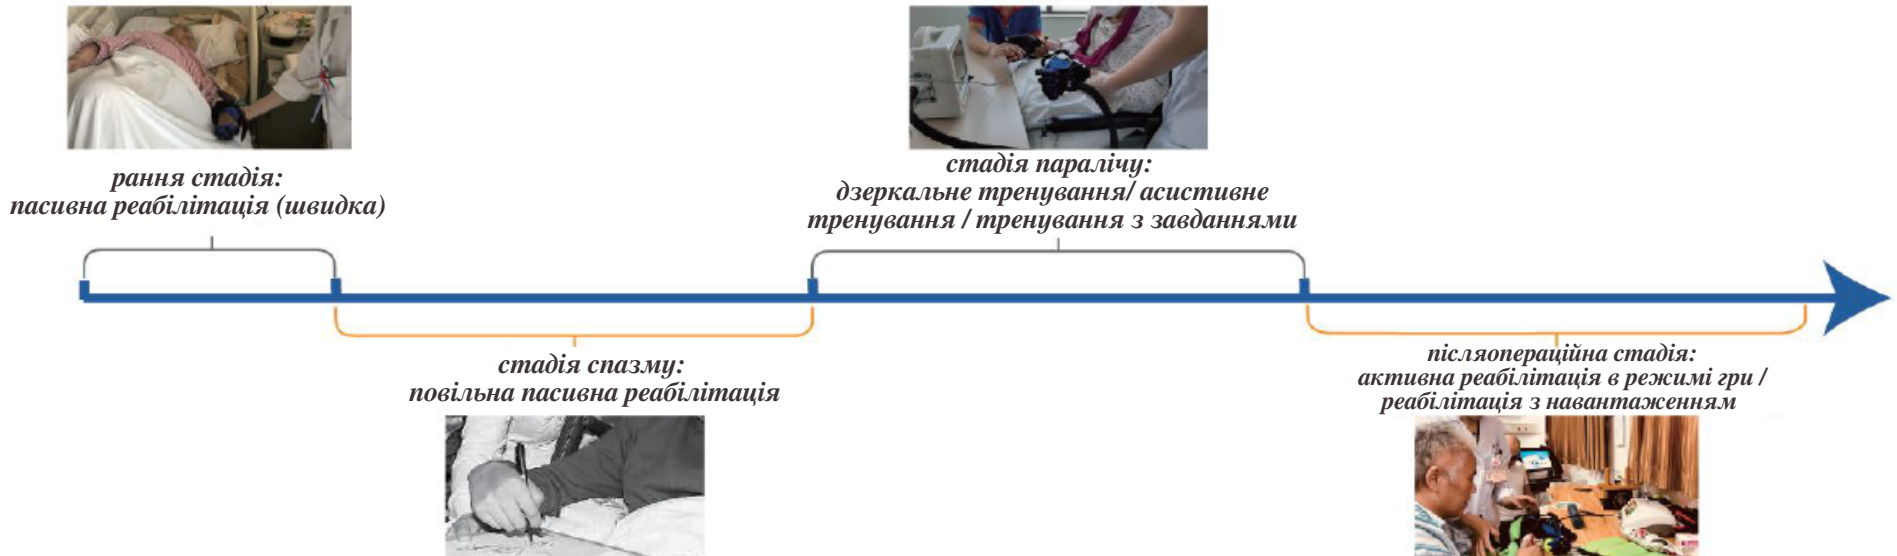 рання стадія:
пасивна реабілітація (швидка)
стадія паралічу:
дзеркальне тренування/ асистивне
тренування / тренування з завданнями
стадія спазму:
повільна пасивна реабілітація
післяопераційна стадія:
активна реабілітація в режимі гри /
реабілітація з навантаженням